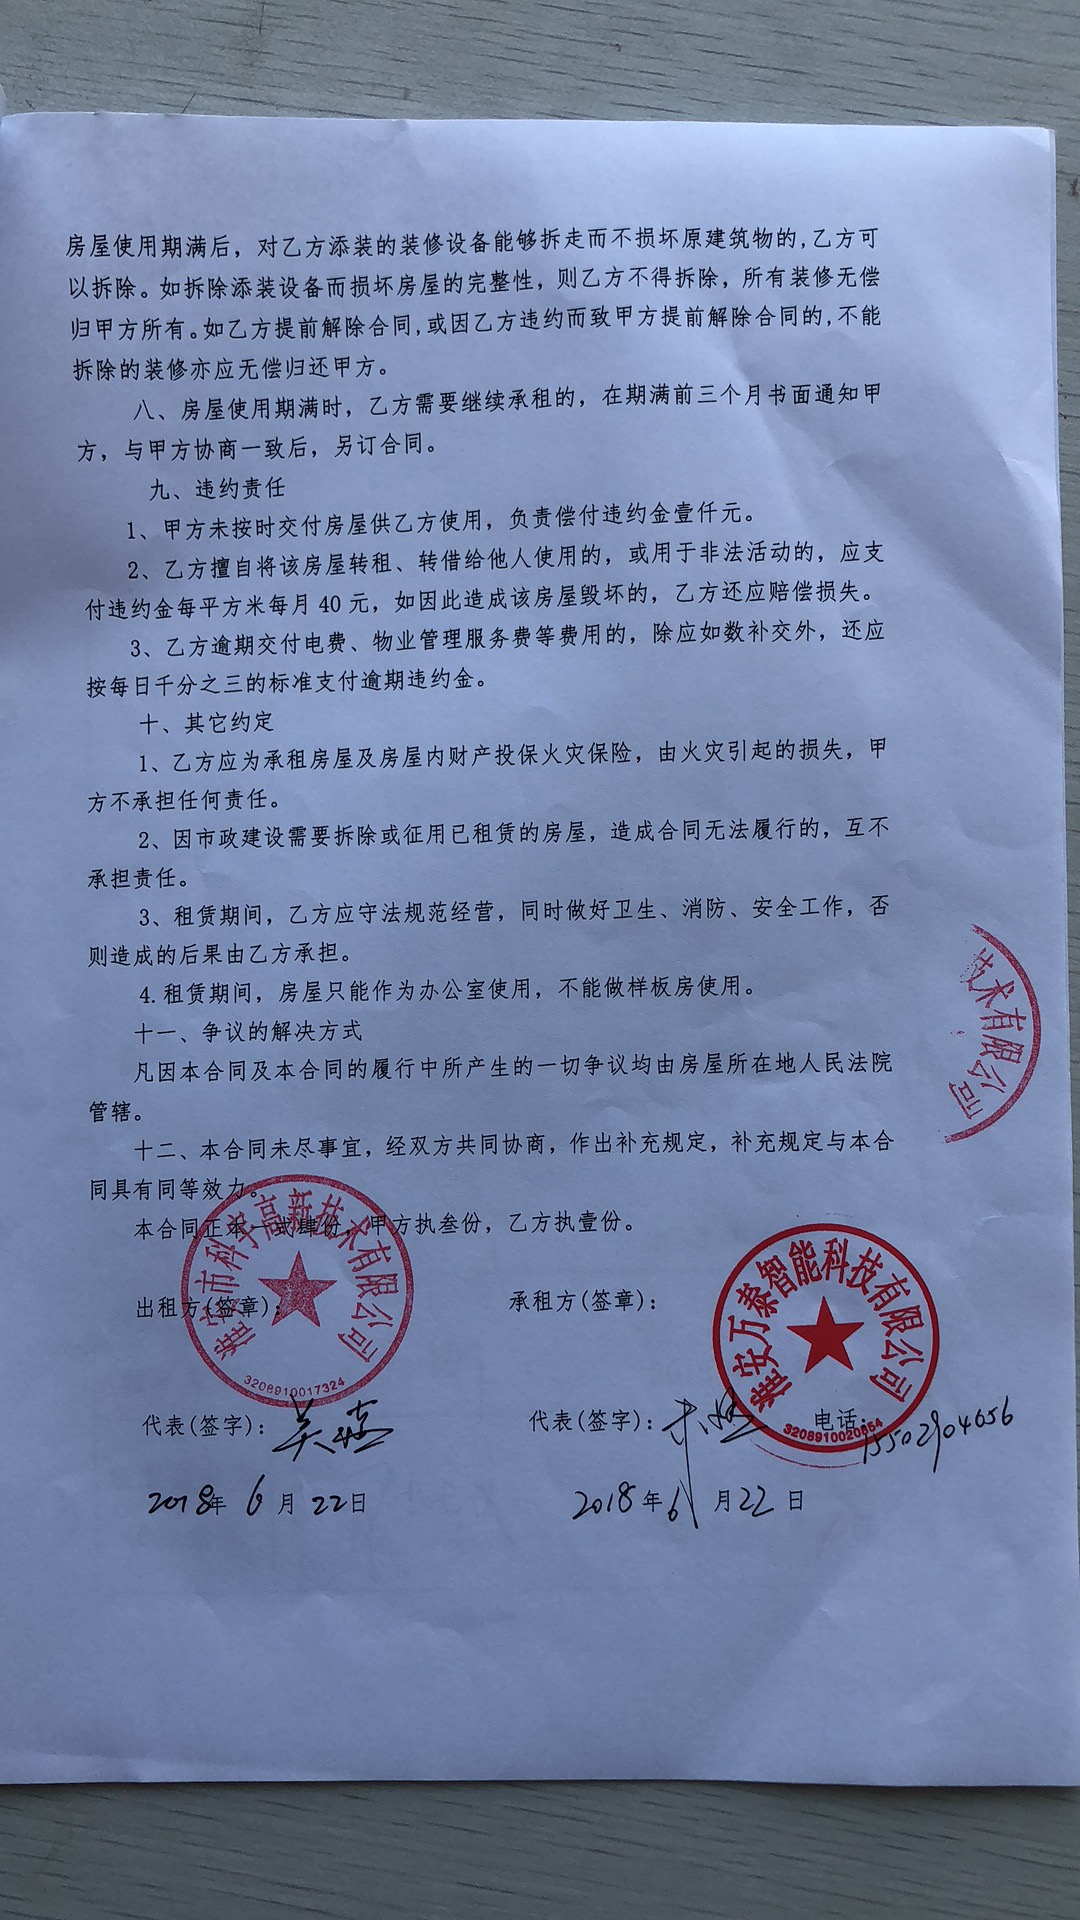 房屋使用期满后，对乙方添装的装修设备能够拆走而不损坏原建筑物的,乙方可
以拆除。如拆除添装设备而损坏房屋的完整性，则乙方不得拆除，所有装修无偿
归甲方所有。如乙方提前解除合同,或因乙方违约而致甲方提前解除合同的,不能
拆除的装修亦应无偿归还甲方。
八、房屋使用期满时，乙方需要继续承租的，在期满前三个月书面通知甲
方，与甲方协商一致后，另订合同。
九、违约责任
1、甲方未按时交付房屋供乙方使用，负责偿付违约金壹仟元。
2、乙方擅自将该房屋转租、转借给他人使用的，或用于非法活动的，应支
付违约金每平方米每月40元，如因此造成该房屋毁坏的，乙方还应赔偿损失。
3、乙方逾期交付电费、物业管理服务费等费用的，除应如数补交外，还应
按每日千分之三的标准支付逾期违约金。
十、其它约定
1、乙方应为承租房屋及房屋内财产投保火灾保险，由火灾引起的损失，甲
方不承担任何责任。
2、因市政建设需要拆除或征用已租赁的房屋，造成合同无法履行的，互不
承担责任。
3、租赁期间，乙方应守法规范经营，同时做好卫生、消防、安全工作，否
则造成的后果由乙方承担。
4.租赁期间，房屋只能作为办公室使用，不能做样板房使用。
技术有限公司
十一、争议的解决方式
凡因本合同及本合同的履行中所产生的一切争议均由房屋所在地人民法院
管辖。
十二、本合同未尽事宜，经双方共同协商，作出补充规定，补充规定与本合
同具有同等效力。
本合同正本一式肆份，甲方执叁份，乙方执壹份。
出租方(签章)：
淮安市科宇高新技术有限公司
3208910017324
承租方(签章)：
淮安万泰智能科技有限公司
代表(签字)：
代表(签字)： 电话: 15502904656
2018年6月22日
2018年6月22日